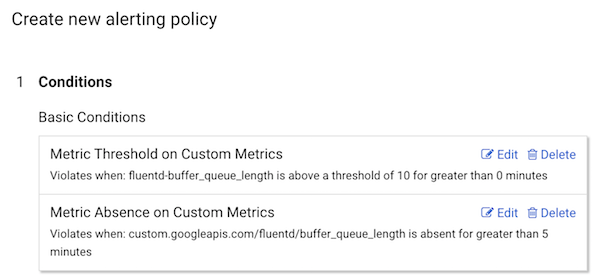 Create new alerting policy
1 Conditions
Basic Conditions
Metric Threshold on Custom Metrics Edit Delete
Violates when: fluentd-buffer_queue_length is above a threshold of 10 for greater than 0 minutes
Metric Absence on Custom Metrics Edit Delete
Violates when: custom.googleapis.com/fluentd/buffer_queue_length is absent for greater than 5
minutes